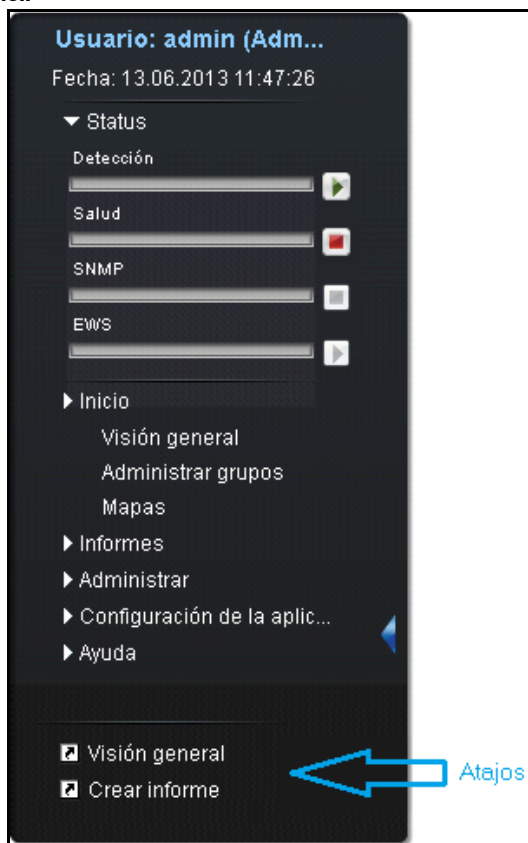 Usuario: admin (Adm...
Fecha: 13.06.2013 11:47:26
Status
Detección
Salud
SNMP
EWS
Inicio
Visión general
Administrar grupos
Mapas
Informes
Administrar
Configuración de la aplic...
Ayuda
Visión general
Atajos
Crear informe